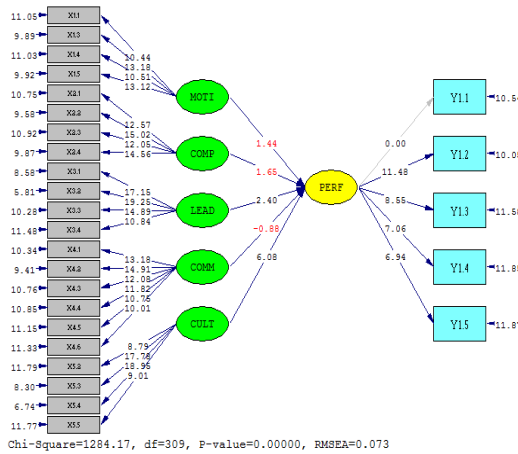 11.05 X1.1
9.89 X1.3
11.03 X1.4
9.92 X1.5
10.75 X2.1
9.58 X2.2
10.92 X2.3
9.87 X2.4
8.58 X3.1
5.81 X3.2
10.28 X3.3
11.48 X3.4
10.34 X4.1
9.41 X4.2
10.76 X4.3
10.85 X4.4
11.15 X4.5
11.33 X4.6
11.79 X5.2
8.30 X5.3
6.74 X5.4
11.77 X5.5
10.44
13.18
10.51
13.12
12.57
15.02
12.05
14.56
17.15
19.25
14.89
10.84
13.18
14.91
12.08
11.82
10.75
10.01
8.79
17.78
18.95
9.01
MOTI
COMP
LEAD
COMM
CULT
1.44
1.65
2.40
-0.88
6.08
PERF
0.00
11.48
8.55
7.06
6.94
Y1.1
Y1.2
Y1.3
Y1.4
Y1.5
Chi-Square=1284.17, df=309, P-value=0.00000, RMSEA=0.073